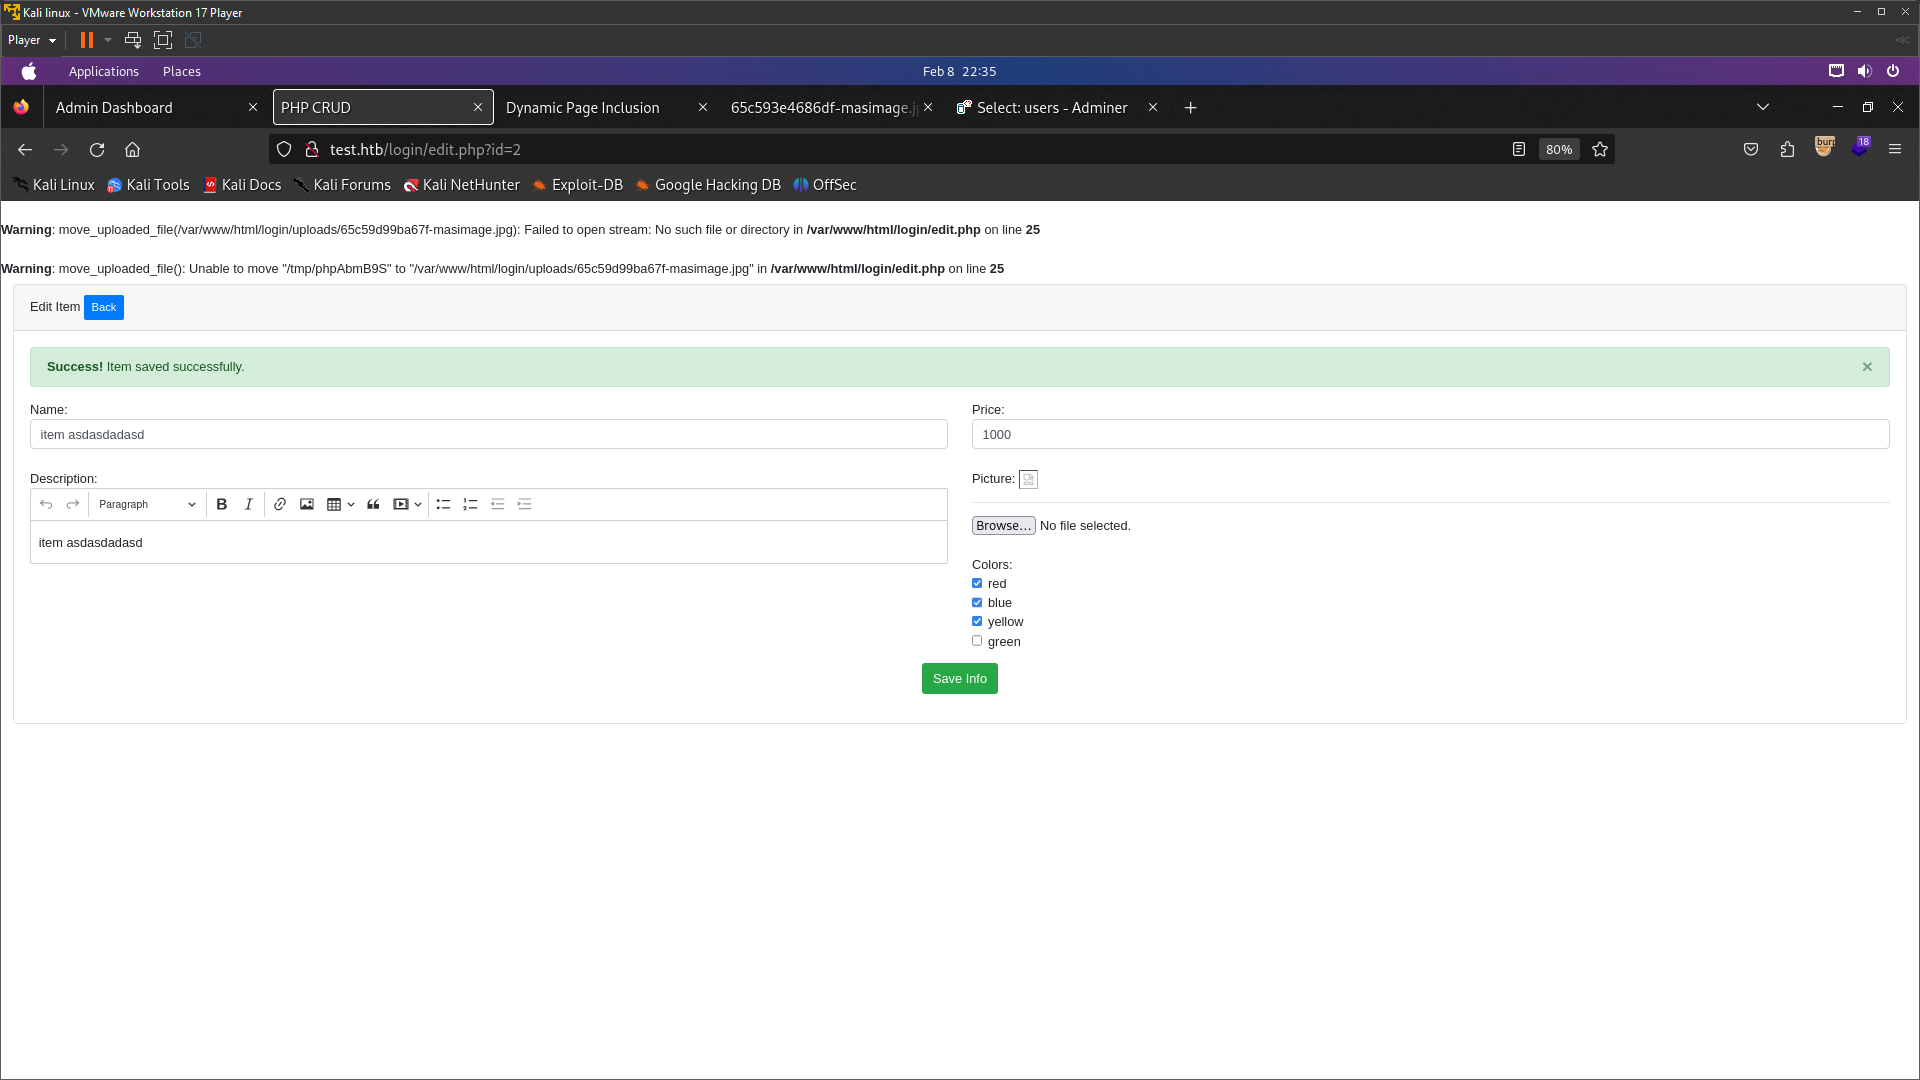 Kali linux - VMware Workstation 17 Player
Player
Applications Places Feb 8 22:35
Admin Dashboard PHP CRUD Dynamic Page Inclusion 65c593e4686df-masimage.j Select: users - Adminer
test.htb/login/edit.php?id=2 80% 18
Kali Linux Kali Tools Kali Docs Kali Forums Kali NetHunter Exploit-DB Google Hacking DB OffSec
Warning: move_uploaded_file(/var/www/html/login/uploads/65c59d99ba67f-masimage.jpg): Failed to open stream: No such file or directory in /var/www/html/login/edit.php on line 25
Warning: move_uploaded_file(): Unable to move "/tmp/phpAbmB9S" to "/var/www/html/login/uploads/65c59d99ba67f-masimage.jpg" in /var/www/html/login/edit.php on line 25
Edit Item Back
Success! Item saved successfully. ×
Name: Price:
item asdasdadasd 1000
Description: Picture:
Paragraph B I
Browse... No file selected.
item asdasdadasd
Colors:
red
blue
yellow
green
Save Info